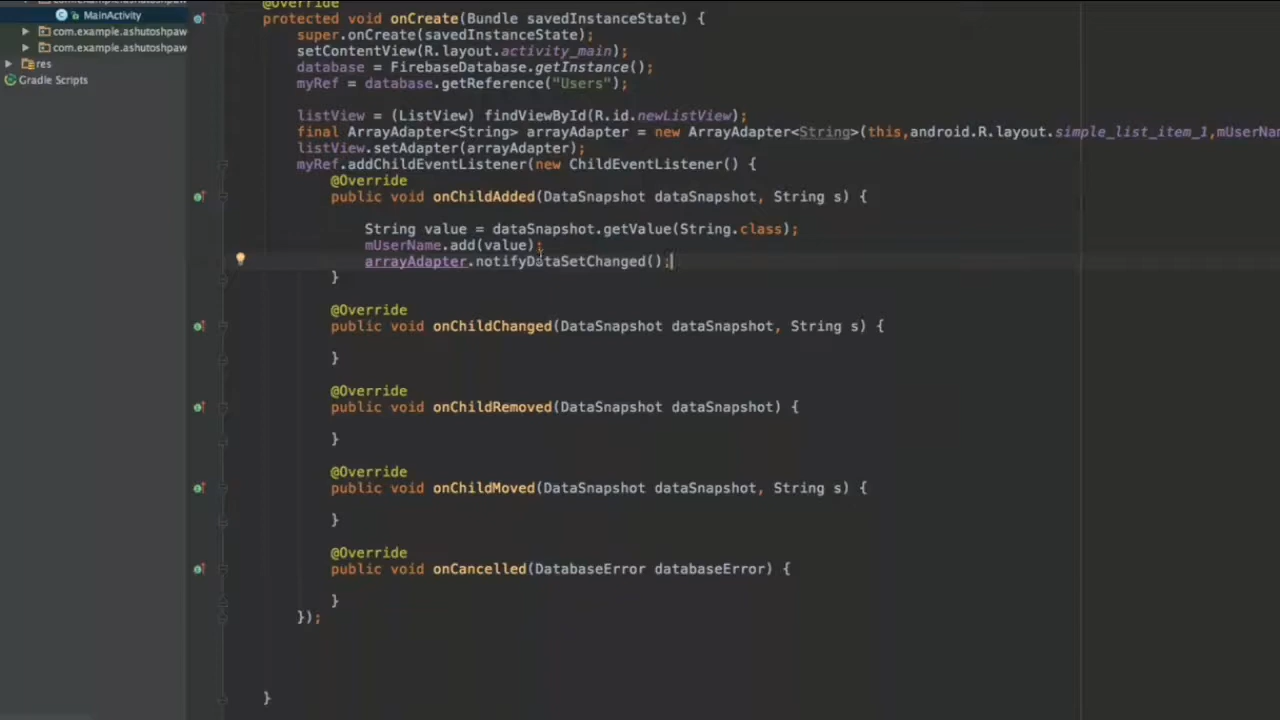 @Override
MainActivity
protected void onCreate(Bundle savedInstanceState) {
com.example.ashutoshpaw
super.onCreate(savedInstanceState);
com.example.ashutoshpaw
setContentView(R.layout.activity_main);
res
database = FirebaseDatabase.getInstance();
Gradle Scripts
myRef = database.getReference("Users");
listView = (ListView) findViewById(R.id.newListView);
final ArrayAdapter<String> arrayAdapter = new ArrayAdapter<String>(this,android.R.layout.simple_list_item_1,mUserNa
listView.setAdapter(arrayAdapter);
myRef.addChildEventListener(new ChildEventListener() {
@Override
public void onChildAdded(DataSnapshot dataSnapshot, String s) {
String value = dataSnapshot.getValue(String.class);
mUserName.add(value);
arrayAdapter.notifyDataSetChanged();
}
@Override
public void onChildChanged(DataSnapshot dataSnapshot, String s) {
}
@Override
public void onChildRemoved(DataSnapshot dataSnapshot) {
}
@Override
public void onChildMoved(DataSnapshot dataSnapshot, String s) {
}
@Override
public void onCancelled(DatabaseError databaseError) {
}
});
}